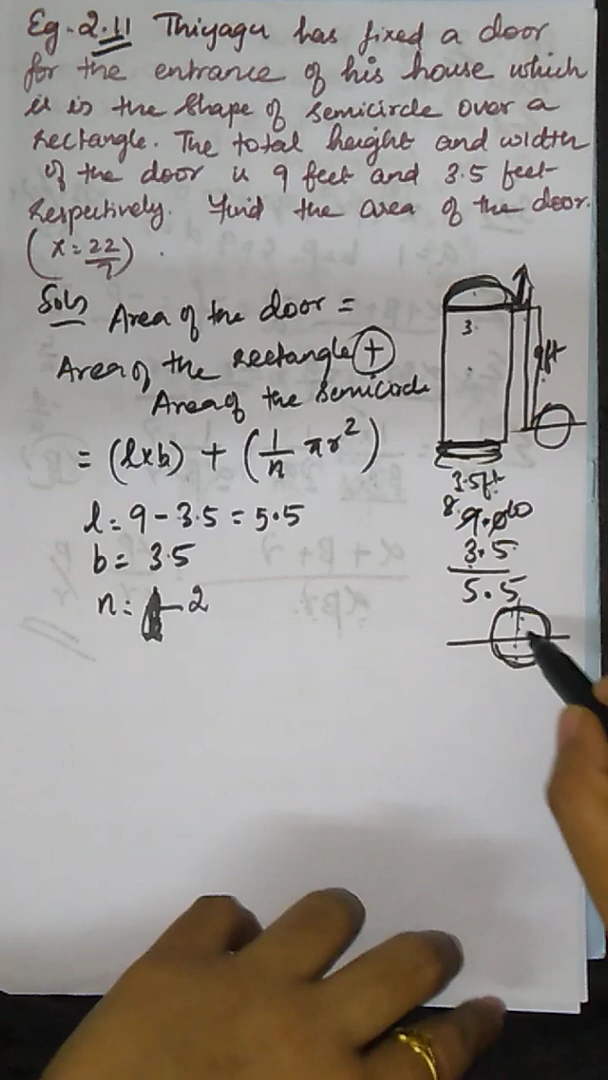 Eg-2.11 Thiyagu has fixed a door
for the entrance of his house which
is in the shape of semicircle over a
rectangle. The total height and width
of the door is 9 feet and 3.5 feet
respectively. Find the area of the door.
(π = 22/7).
Soln Area of the door =
Area of the rectangle +
Area of the semicircle
= (l×b) + (1/n πr²)
l = 9 - 3.5 = 5.5
b = 3.5
n = 2
3.
9ft
3.5ft
3.5
5.5